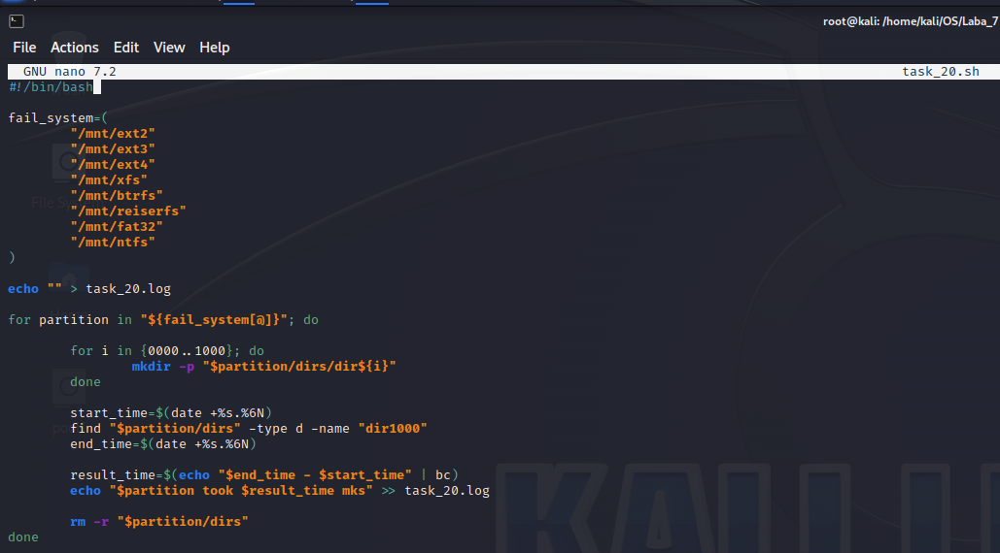 root@kali: /home/kali/OS/Laba_7
File Actions Edit View Help
GNU nano 7.2 task_20.sh
#!/bin/bash
fail_system=(
"/mnt/ext2"
"/mnt/ext3"
"/mnt/ext4"
"/mnt/xfs"
"/mnt/btrfs"
"/mnt/reiserfs"
"/mnt/fat32"
"/mnt/ntfs"
)
echo "" > task_20.log
for partition in "${fail_system[@]}"; do
for i in {0000..1000}; do
mkdir -p "$partition/dirs/dir${i}"
done
start_time=$(date +%s.%6N)
find "$partition/dirs" -type d -name "dir1000"
end_time=$(date +%s.%6N)
result_time=$(echo "$end_time - $start_time" | bc)
echo "$partition took $result_time mks" >> task_20.log
rm -r "$partition/dirs"
done